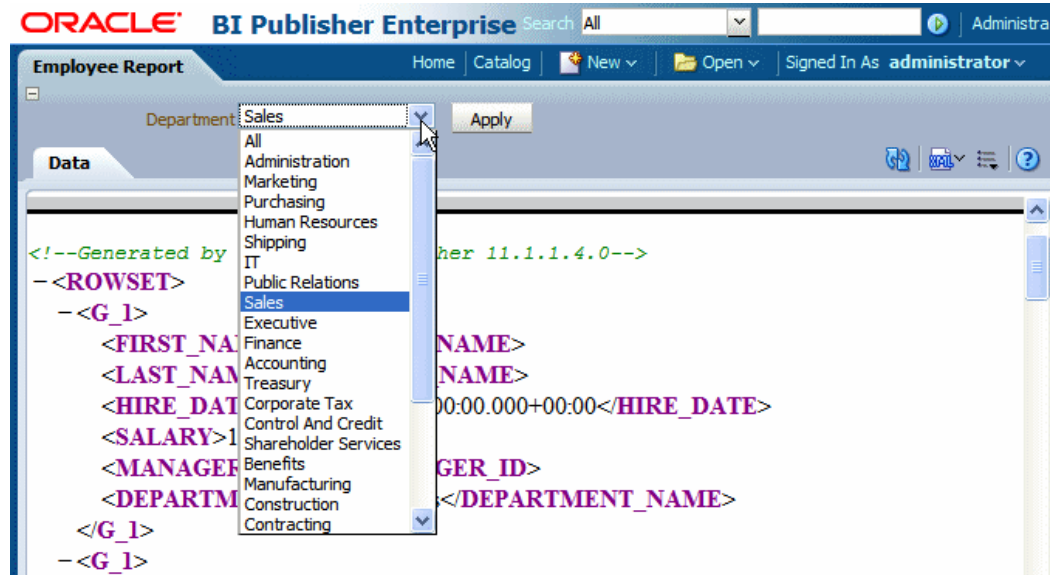 ORACLE BI Publisher Enterprise Search All Administra
Employee Report Home Catalog New Open Signed In As administrator
Department Sales Apply
All
Data
Administration
Marketing
Purchasing
Human Resources
Shipping
IT
Public Relations
Sales
Executive
Finance
Accounting
Treasury
Corporate Tax
Control And Credit
Shareholder Services
Benefits
Manufacturing
Construction
Contracting
<!--Generated by her 11.1.1.4.0-->
−<ROWSET>
−<G_1>
<FIRST_NA NAME>
<LAST_NAM NAME>
<HIRE_DAT 00:00.000+00:00</HIRE_DATE>
<SALARY>1
<MANAGER GER_ID>
<DEPARTM </DEPARTMENT_NAME>
</G_1>
−<G_1>